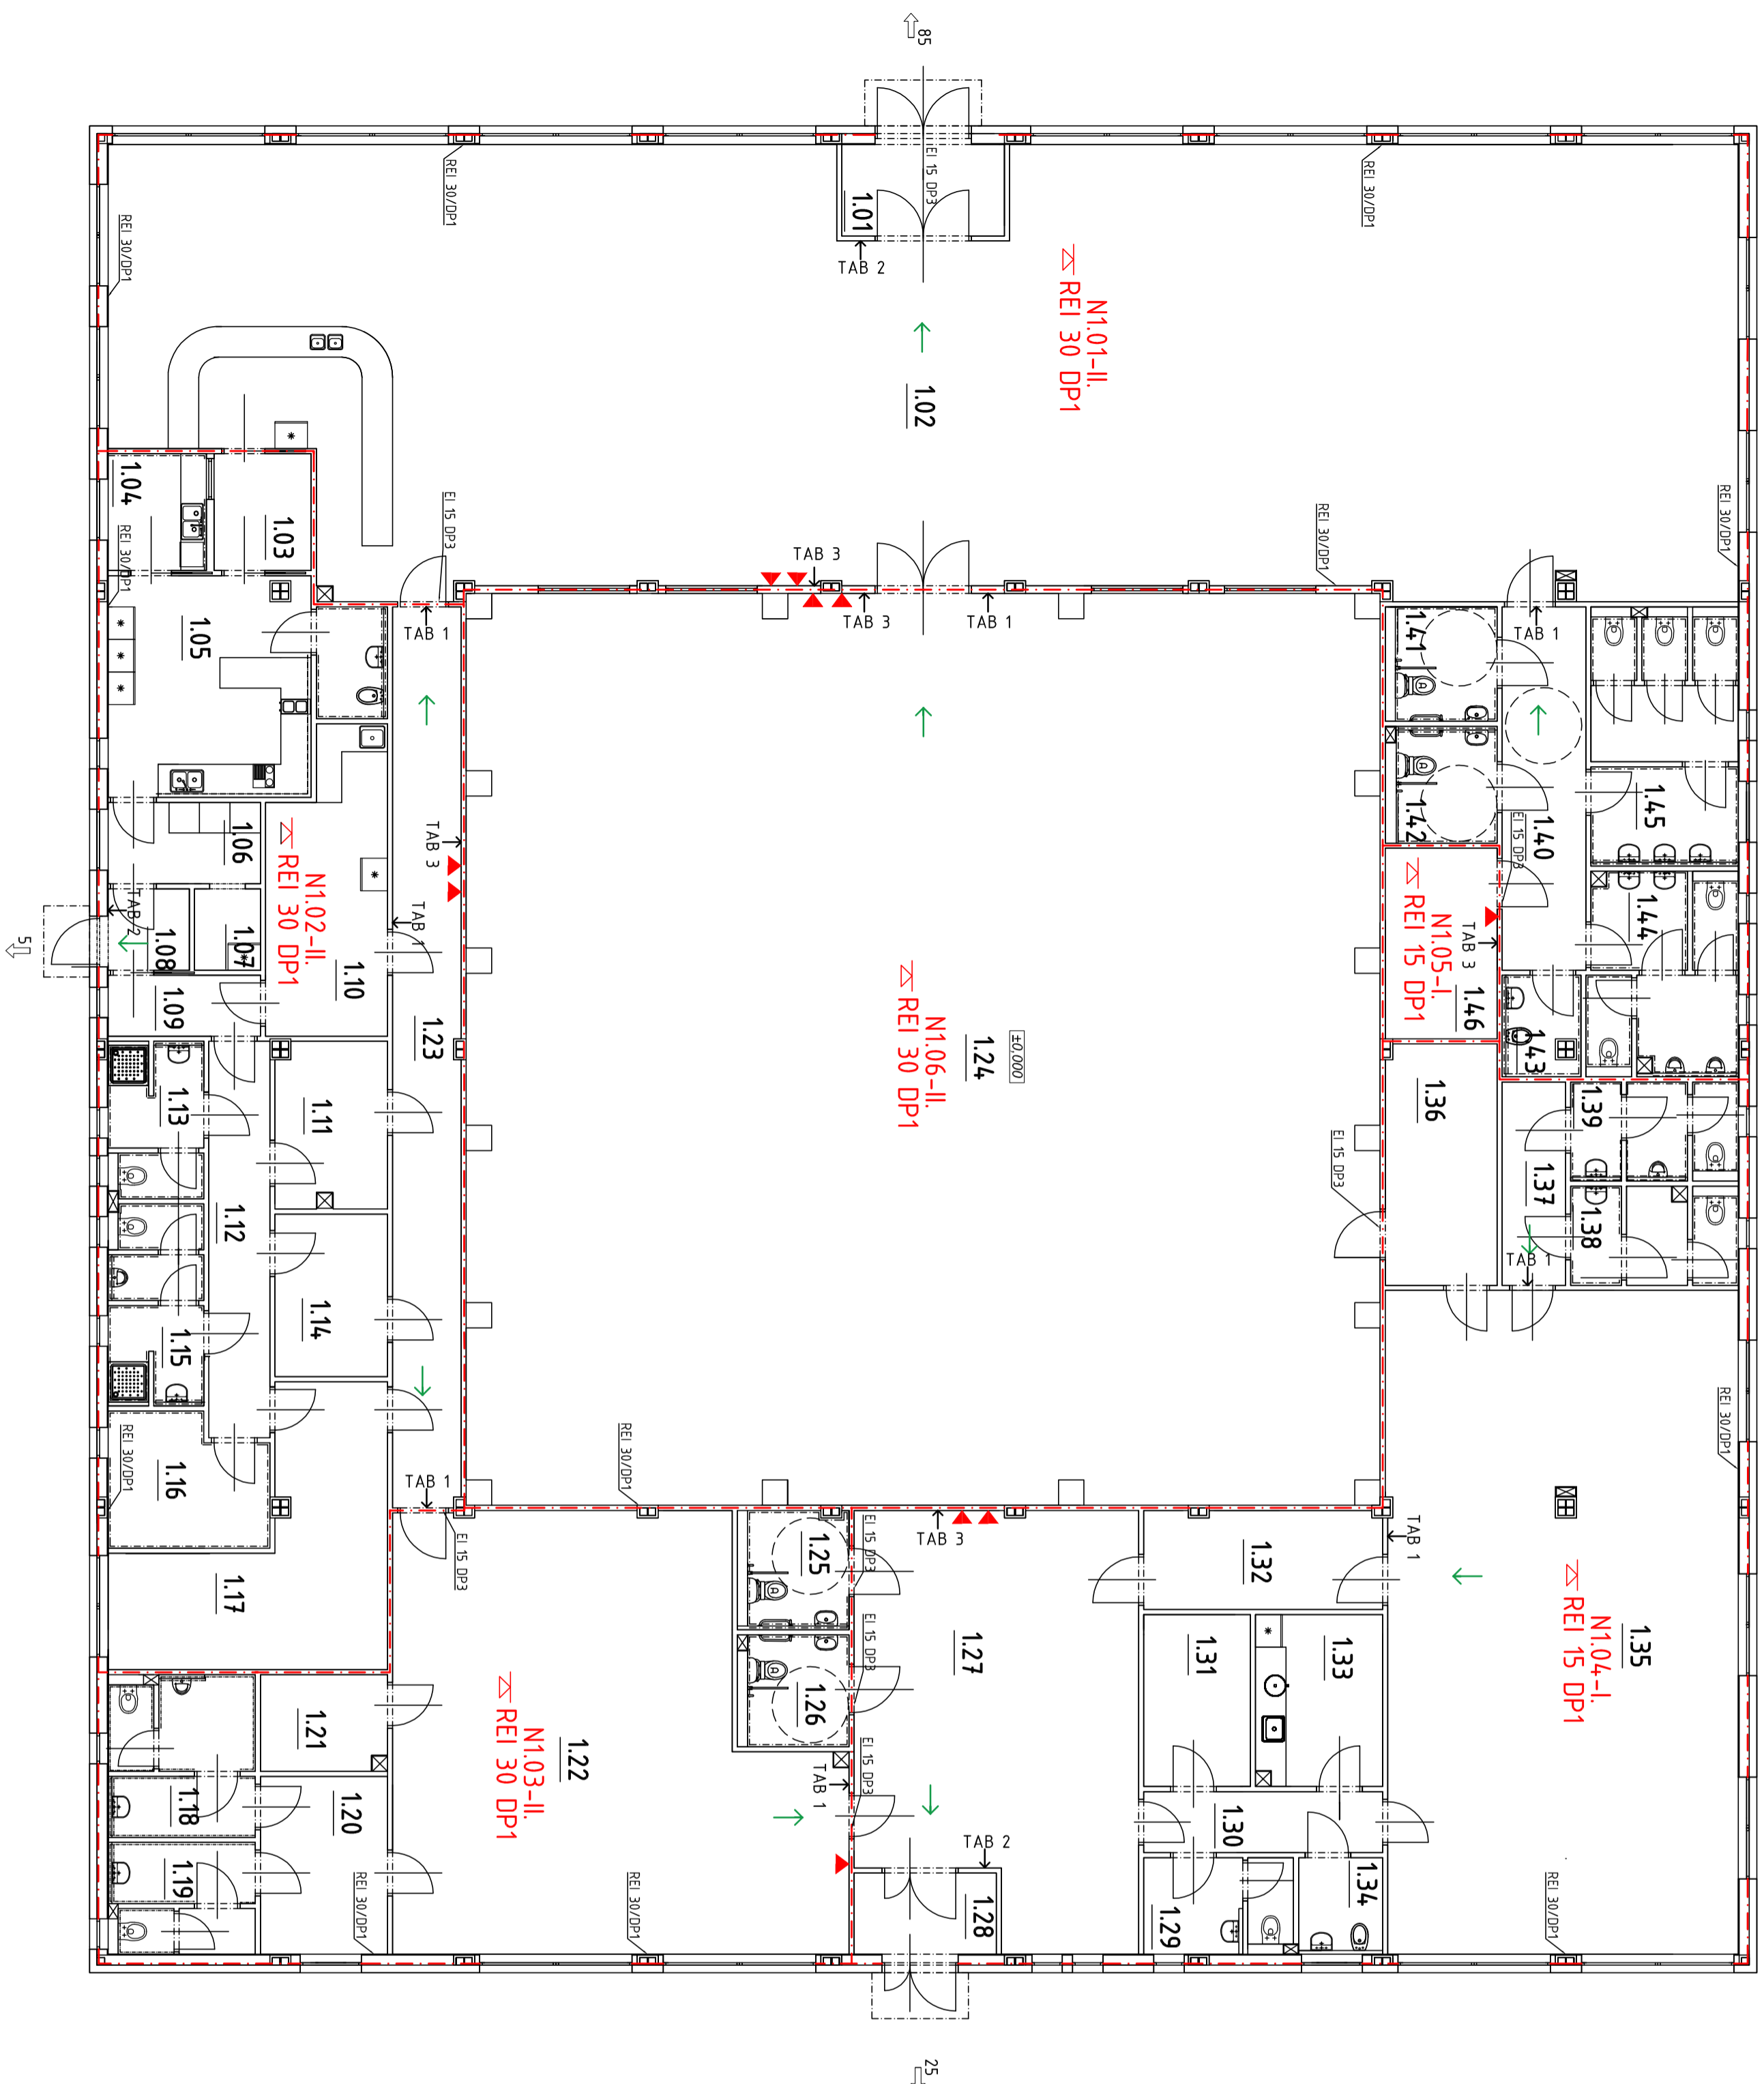 85
EI 15 DP3
1.01
TAB 2
REI 30/DP1
REI 30/DP1
REI 30/DP1
N1.01-II.
REI 30 DP1
1.02
1.04
1.03
REI 30/DP1
EI 15 DP3
TAB 3
REI 30/DP1
REI 30/DP1
1.05
TAB 1
TAB 3
TAB 1
1.41
TAB 1
1.42
1.40
EI 15 DP3
1.45
1.06
TAB 3
N1.02-II.
REI 30 DP1
TAB 1
TAB 2
1.08
1.07
1.10
N1.05-I.
REI 15 DP1
TAB 3
1.44
5
1.09
1.23
N1.06-II.
REI 30 DP1
1.24
±0.000
1.46
1.43
1.13
1.11
1.36
1.39
1.12
EI 15 DP3
1.37
1.38
TAB 1
1.15
1.14
REI 30/DP1
1.16
REI 30/DP1
TAB 1
REI 30/DP1
1.17
EI 15 DP3
1.25
EI 15 DP3
TAB 3
1.32
TAB 1
N1.04-I.
REI 15 DP1
1.35
1.26
EI 15 DP3
1.27
1.31
1.33
1.21
N1.03-II.
REI 30 DP1
1.22
EI 15 DP3
TAB 1
1.18
1.20
1.30
TAB 2
1.19
REI 30/DP1
REI 30/DP1
1.28
1.29
1.34
REI 30/DP1
25